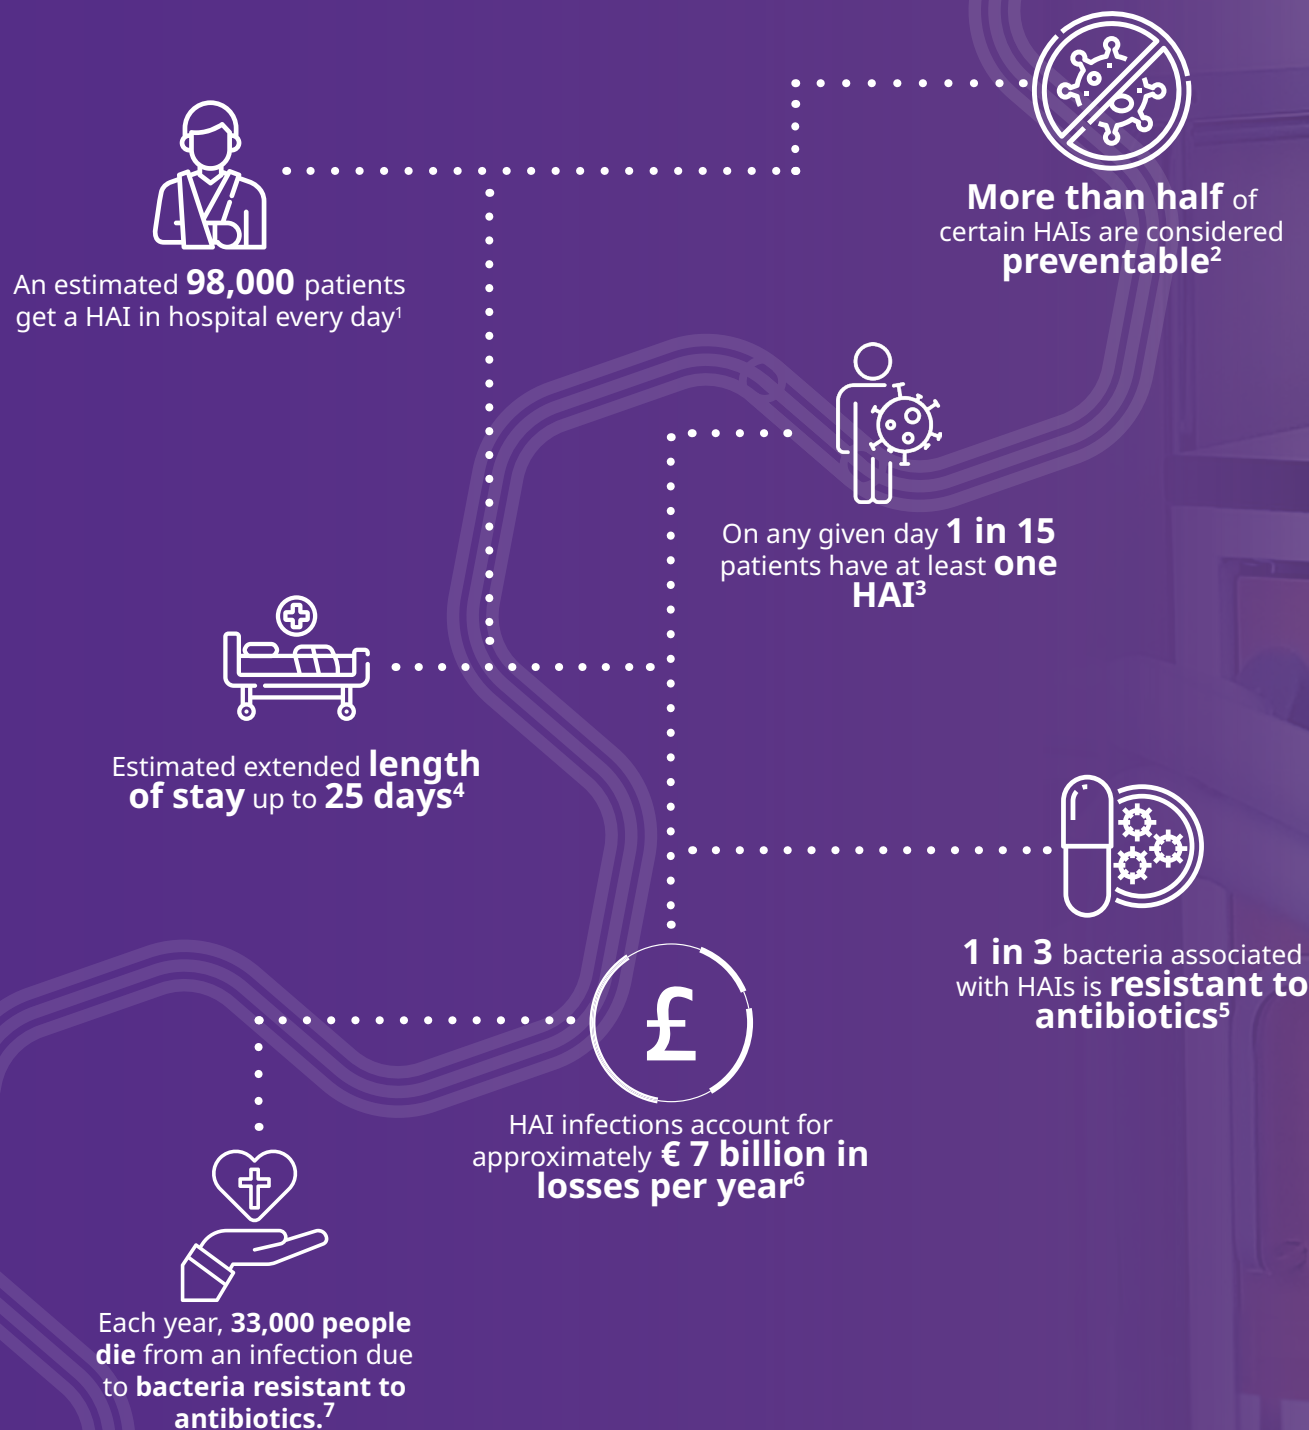 More than half of
certain HAIs are considered
preventable²
An estimated 98,000 patients
get a HAI in hospital every day¹
On any given day 1 in 15
patients have at least one
HAI³
Estimated extended length
of stay up to 25 days⁴
1 in 3 bacteria associated
with HAIs is resistant to
antibiotics⁵
£
HAI infections account for
approximately € 7 billion in
losses per year⁶
Each year, 33,000 people
die from an infection due
to bacteria resistant to
antibiotics.⁷